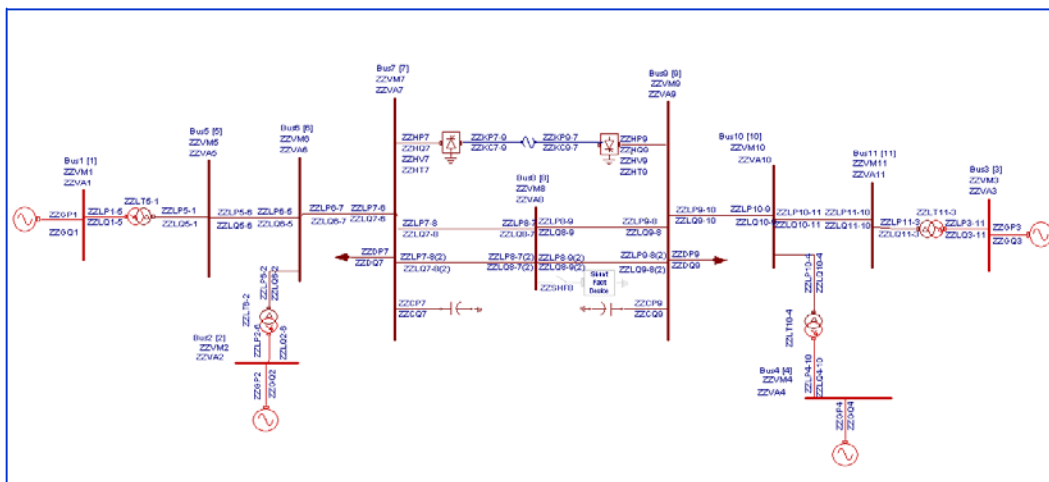 Bus1 [1]
ZZVM1
ZZVA1
ZZGP1
ZZGQ1
ZZLP1-5
ZZLQ1-5
ZZLT5-1
ZZLP5-1
ZZLQ5-1
Bus5 [5]
ZZVM5
ZZVA5
ZZLP5-6
ZZLQ5-6
ZZLP6-5
ZZLQ6-5
Bus6 [6]
ZZVM6
ZZVA6
ZZLP6-7
ZZLQ6-7
ZZLP7-6
ZZLQ7-6
ZZLP6-2
ZZLQ6-2
ZZLT6-2
ZZLP2-6
ZZLQ2-6
Bus2 [2]
ZZVM2
ZZVA2
ZZGP2
ZZGQ2
Bus7 [7]
ZZVM7
ZZVA7
ZZHP7
ZZHQ7
ZZHV7
ZZHT7
ZZKP7-9
ZZKC7-9
ZZKP9-7
ZZKC9-7
ZZHP9
ZZHQ9
ZZHV9
ZZHT9
Bus9 [9]
ZZVM9
ZZVA9
Bus8 [8]
ZZVM8
ZZVA8
ZZLP7-8
ZZLQ7-8
ZZLP8-7
ZZLQ8-7
ZZLP8-9
ZZLQ8-9
ZZLP9-8
ZZLQ9-8
ZZDP7
ZZDQ7
ZZLP7-8(2)
ZZLQ7-8(2)
ZZLP8-7(2)
ZZLQ8-7(2)
ZZLP8-9(2)
ZZLQ8-9(2)
ZZLP9-8(2)
ZZLQ9-8(2)
ZZDP9
ZZDQ9
ZZSHF8
Device
ZZCP7
ZZCQ7
ZZCP9
ZZCQ9
ZZLP9-10
ZZLQ9-10
Bus10 [10]
ZZVM10
ZZVA10
ZZLP10-9
ZZLQ10-9
ZZLP10-11
ZZLQ10-11
ZZLP11-10
ZZLQ11-10
Bus11 [11]
ZZVM11
ZZVA11
ZZLP11-3
ZZLQ11-3
ZZLT11-3
ZZLP3-11
ZZLQ3-11
Bus3 [3]
ZZVM3
ZZVA3
ZZGP3
ZZGQ3
ZZLP10-4
ZZLQ10-4
ZZLT10-4
ZZLP4-10
ZZLQ4-10
Bus4 [4]
ZZVM4
ZZVA4
ZZGP4
ZZGQ4